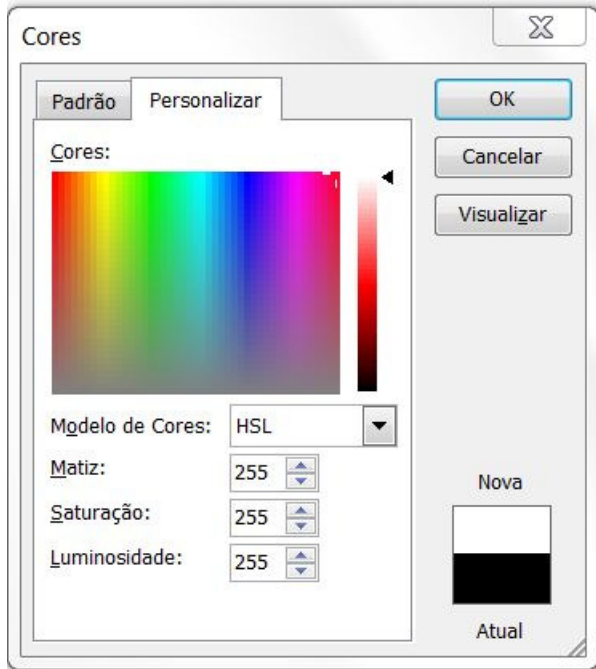 Cores
Padrão
Personalizar
OK
Cores:
Cancelar
Visualizar
Modelo de Cores: HSL
Matiz: 255
Saturação: 255
Luminosidade: 255
Nova
Atual